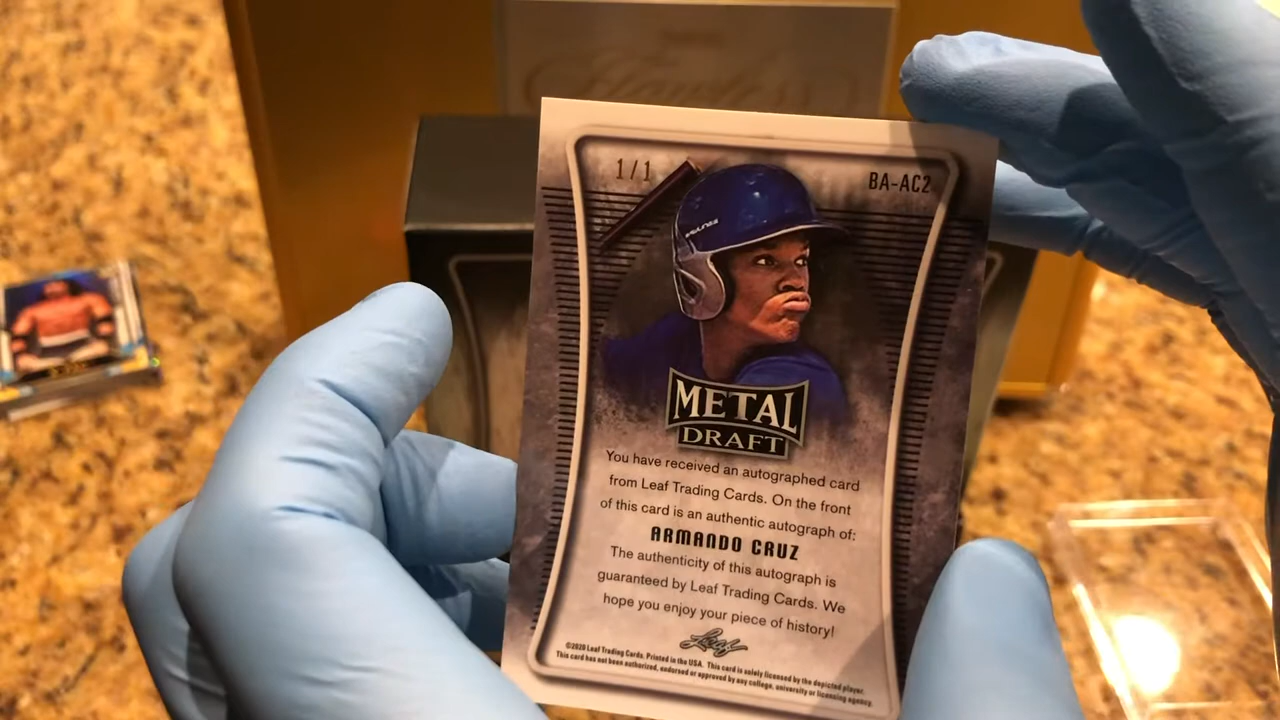 Flawless
1/1
BA-AC2
METAL
DRAFT
You have received an autographed card
from Leaf Trading Cards. On the front
of this card is an authentic autograph of:
ARMANDO CRUZ
The authenticity of this autograph is
guaranteed by Leaf Trading Cards. We
hope you enjoy your piece of history!
Leaf
©2020 Leaf Trading Cards. Printed in the USA. This card is solely licensed by the depicted player.
This card has not been authorized, endorsed or approved by any college, university or licensing agency.